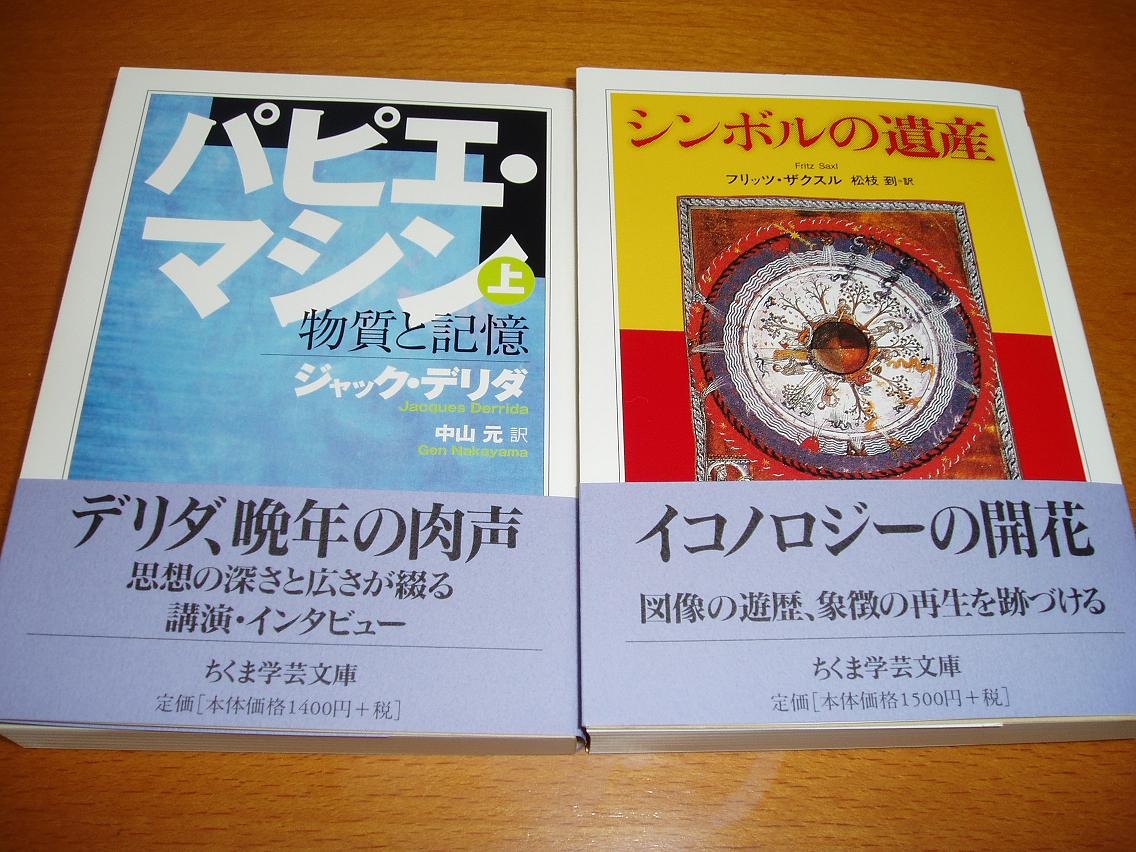 パピエ・
マシン 上
物質と記憶
ジャック・デリダ
Jacques Derrida
中山 元 訳
Gen Nakayama
デリダ、晩年の肉声
思想の深さと広さが綴る
講演・インタビュー
ちくま学芸文庫
定価[本体価格1400円+税]
シンボルの遺産
Fritz Saxl
フリッツ・ザクスル 松枝 到・訳
イコノロジーの開花
図像の遊歴、象徴の再生を跡づける
ちくま学芸文庫
定価[本体価格1500円+税]